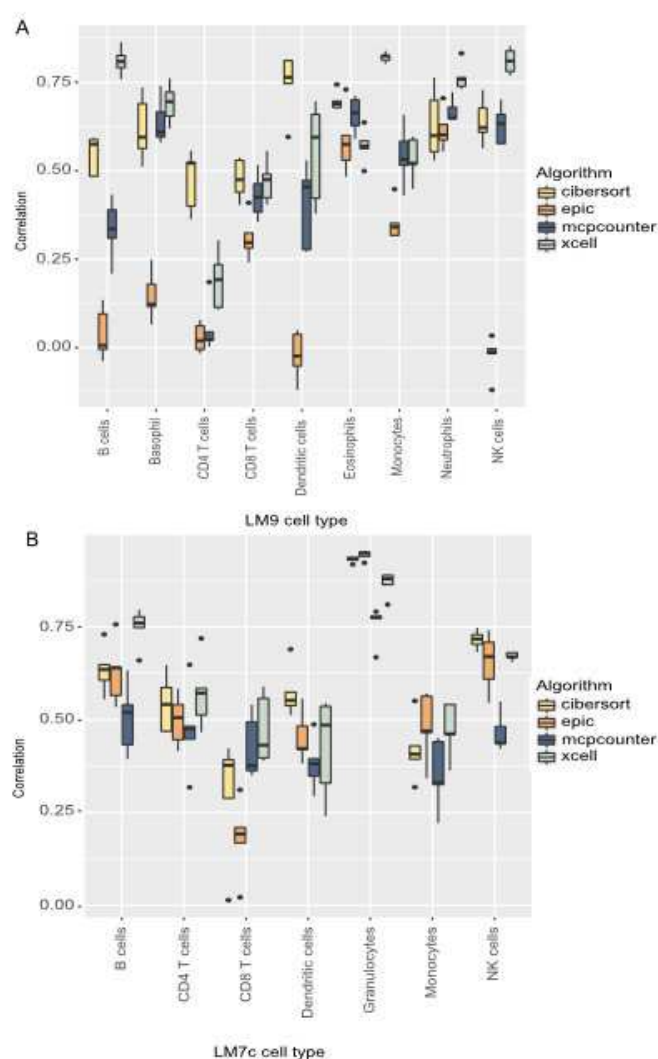 A
0.75
0.50
0.25
0.00
Correlation
Algorithm
cibersort
epic
mcpcounter
xcell
B cells
Basophil
CD4 T cells
CD8 T cells
Dendritic cells
Eosinophils
Monocytes
Neutrophils
NK cells
LM9 cell type
B
0.75
0.50
0.25
0.00
Correlation
Algorithm
cibersort
epic
mcpcounter
xcell
B cells
CD4 T cells
CD8 T cells
Dendritic cells
Granulocytes
Monocytes
NK cells
LM7c cell type